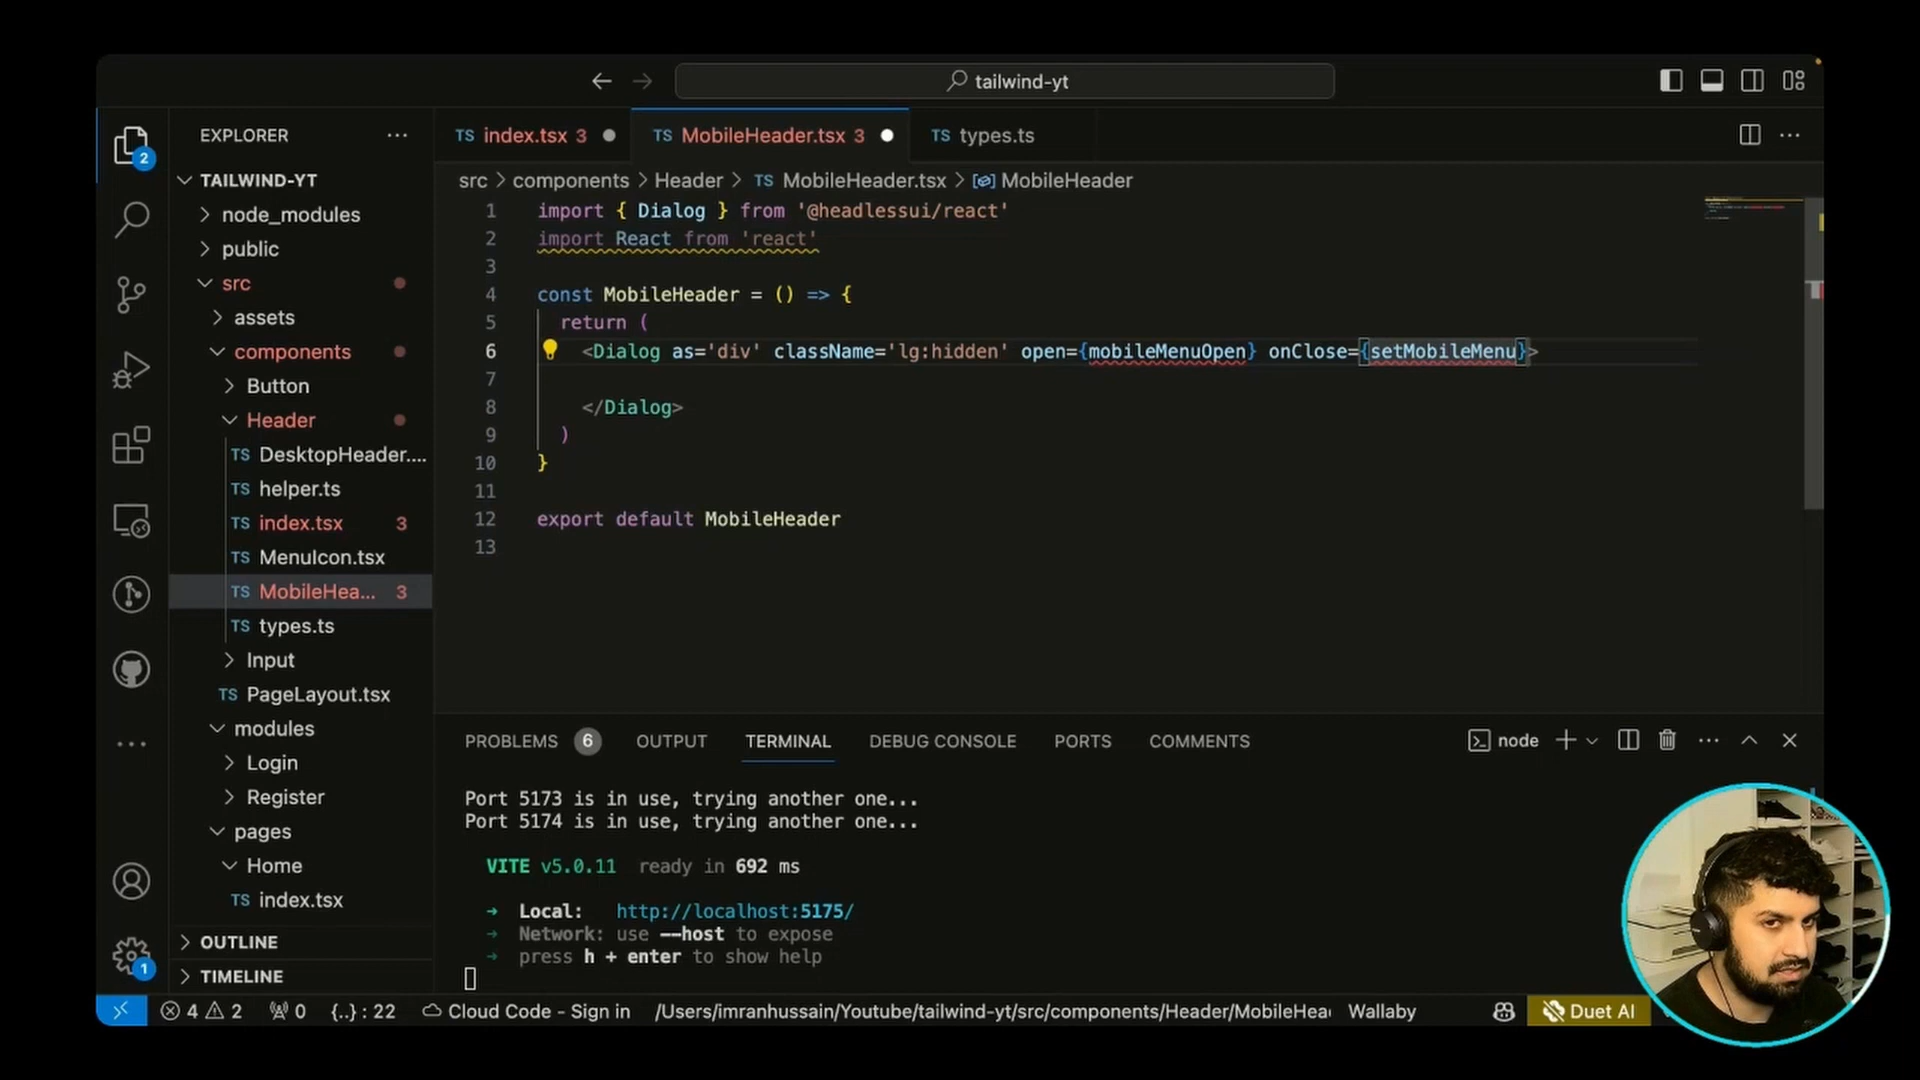 tailwind-yt
EXPLORER
2
TAILWIND-YT
node_modules
public
src
assets
components
Button
Header
TS DesktopHeader....
TS helper.ts
TS index.tsx 3
TS MenuIcon.tsx
TS MobileHea... 3
TS types.ts
Input
TS PageLayout.tsx
modules
Login
Register
pages
Home
TS index.tsx
OUTLINE
TIMELINE
1
TS index.tsx 3
TS MobileHeader.tsx 3
TS types.ts
src > components > Header > TS MobileHeader.tsx > MobileHeader
1 import { Dialog } from '@headlessui/react'
2 import React from 'react'
3
4 const MobileHeader = () => {
5 return (
6 <Dialog as='div' className='lg:hidden' open={mobileMenuOpen} onClose={setMobileMenu}>
7
8 </Dialog>
9 )
10 }
11
12 export default MobileHeader
13
PROBLEMS 6 OUTPUT TERMINAL DEBUG CONSOLE PORTS COMMENTS
node
Port 5173 is in use, trying another one...
Port 5174 is in use, trying another one...
VITE v5.0.11 ready in 692 ms
➜ Local: http://localhost:5175/
➜ Network: use --host to expose
➜ press h + enter to show help
4 2 0 {..} : 22 Cloud Code - Sign in /Users/imranhussain/Youtube/tailwind-yt/src/components/Header/MobileHea Wallaby Duet AI